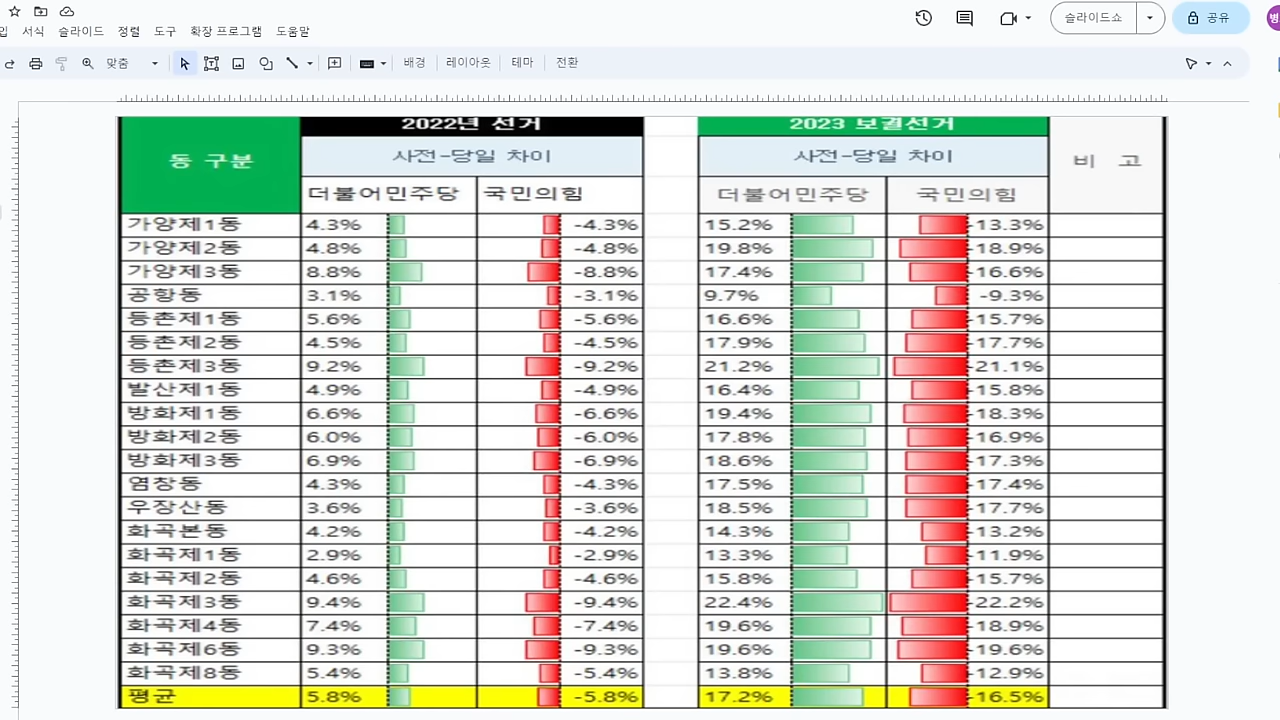 서식 슬라이드 정렬 도구 확장 프로그램 도움말
슬라이드쇼
공유
맞춤
배경 레이아웃 테마 전환
동 구분 2022년 선거 2023 보궐선거 비 고
사전-당일 차이 사전-당일 차이
더불어민주당 국민의힘 더불어민주당 국민의힘
가양제1동 4.3% -4.3% 15.2% -13.3%
가양제2동 4.8% -4.8% 19.8% -18.9%
가양제3동 8.8% -8.8% 17.4% -16.6%
공항동 3.1% -3.1% 9.7% -9.3%
등촌제1동 5.6% -5.6% 16.6% -15.7%
등촌제2동 4.5% -4.5% 17.9% -17.7%
등촌제3동 9.2% -9.2% 21.2% -21.1%
발산제1동 4.9% -4.9% 16.4% -15.8%
방화제1동 6.6% -6.6% 19.4% -18.3%
방화제2동 6.0% -6.0% 17.8% -16.9%
방화제3동 6.9% -6.9% 18.6% -17.3%
염창동 4.3% -4.3% 17.5% -17.4%
우장산동 3.6% -3.6% 18.5% -17.7%
화곡본동 4.2% -4.2% 14.3% -13.2%
화곡제1동 2.9% -2.9% 13.3% -11.9%
화곡제2동 4.6% -4.6% 15.8% -15.7%
화곡제3동 9.4% -9.4% 22.4% -22.2%
화곡제4동 7.4% -7.4% 19.6% -18.9%
화곡제6동 9.3% -9.3% 19.6% -19.6%
화곡제8동 5.4% -5.4% 13.8% -12.9%
평균 5.8% -5.8% 17.2% -16.5%